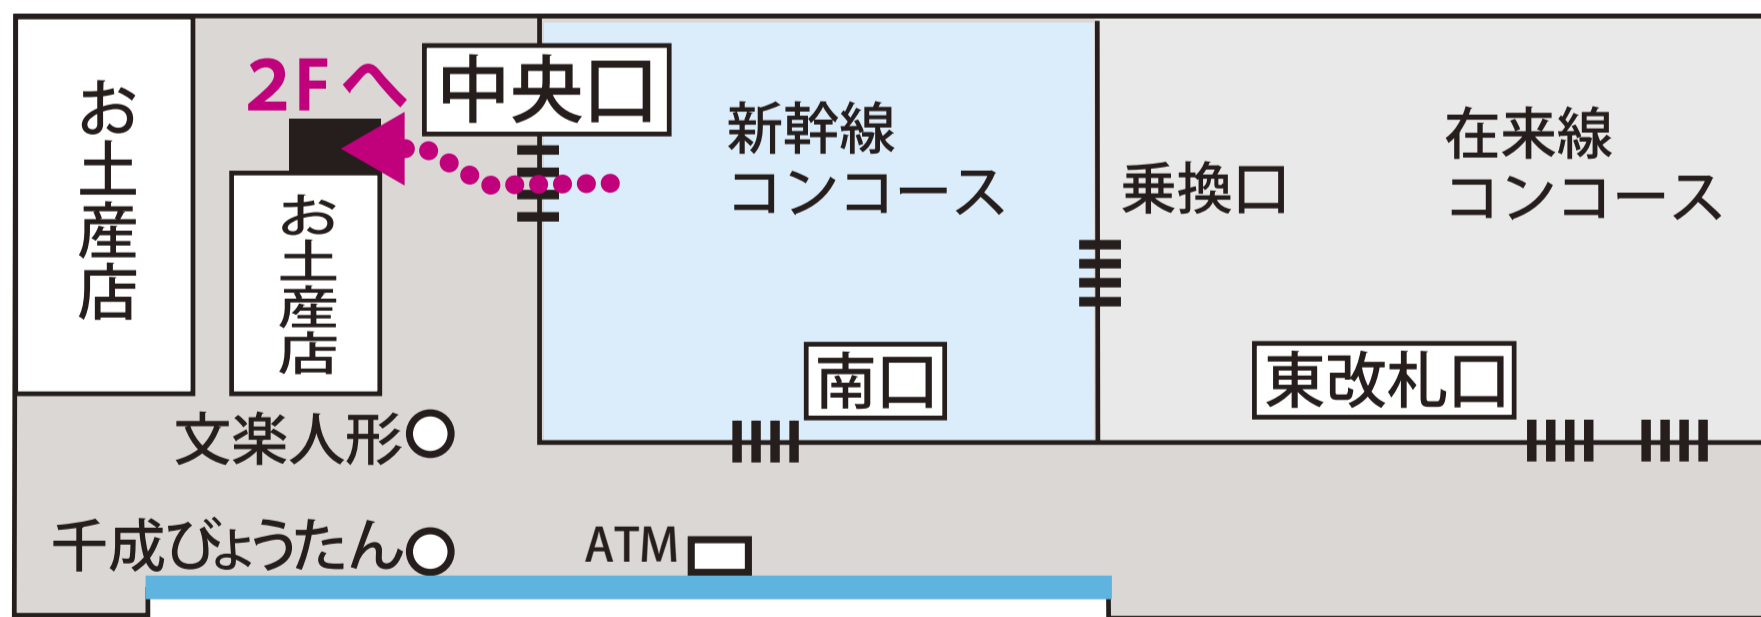 お土産店
2Fへ
お土産店
中央口
新幹線
コンコース
乗換口
在来線
コンコース
南口
東改札口
文楽人形
千成びょうたん
ATM